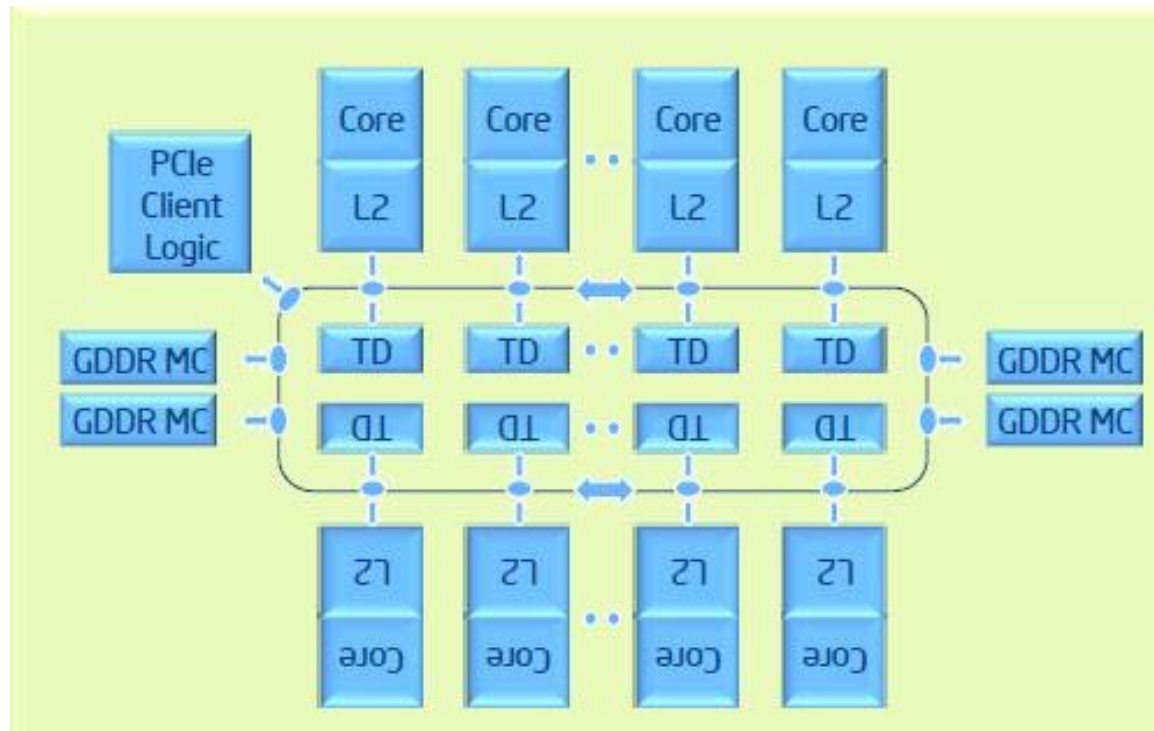 Core Core Core Core
PCIe
Client
Logic
L2 L2 L2 L2
TD TD TD TD
GDDR MC GDDR MC
GDDR MC GDDR MC
TD TD TD TD
L2 L2 L2 L2
Core Core Core Core